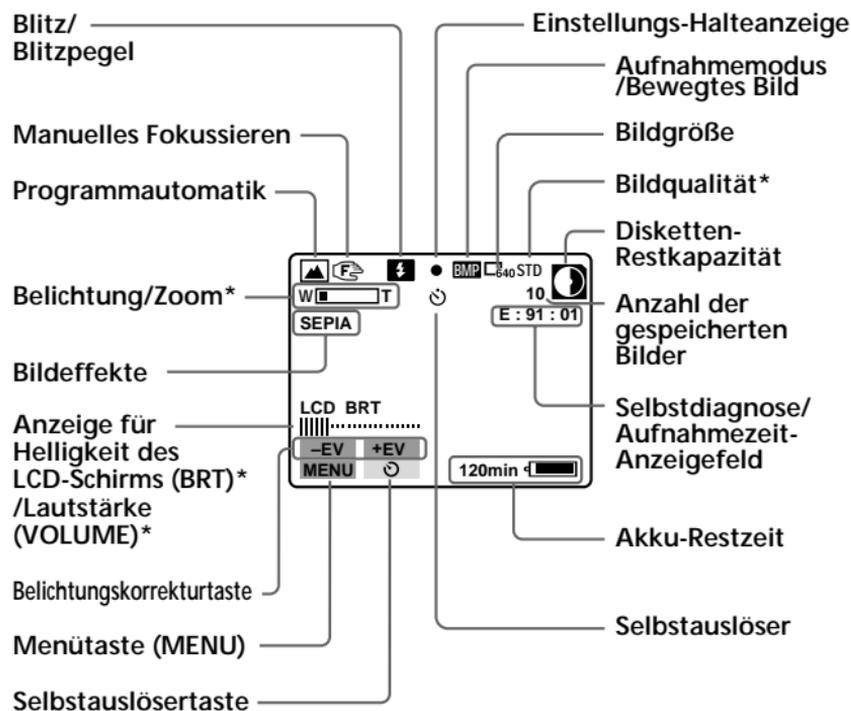 Blitz/
Blitzpegel
Manuelles Fokussieren
Programmautomatik
Belichtung/Zoom*
Bildeffekte
Anzeige für
Helligkeit des
LCD-Schirms (BRT)*
/Lautstärke
(VOLUME)*
Belichtungskorrekturtaste
Menütaste (MENU)
Selbstauslösertaste
F
BMP 640 STD
W T
10
SEPIA
E : 91 : 01
LCD BRT
–EV +EV
MENU
120min
Einstellungs-Halteanzeige
Aufnahmemodus
/Bewegtes Bild
Bildgröße
Bildqualität*
Disketten-
Restkapazität
Anzahl der
gespeicherten
Bilder
Selbstdiagnose/
Aufnahmezeit-
Anzeigefeld
Akku-Restzeit
Selbstauslöser